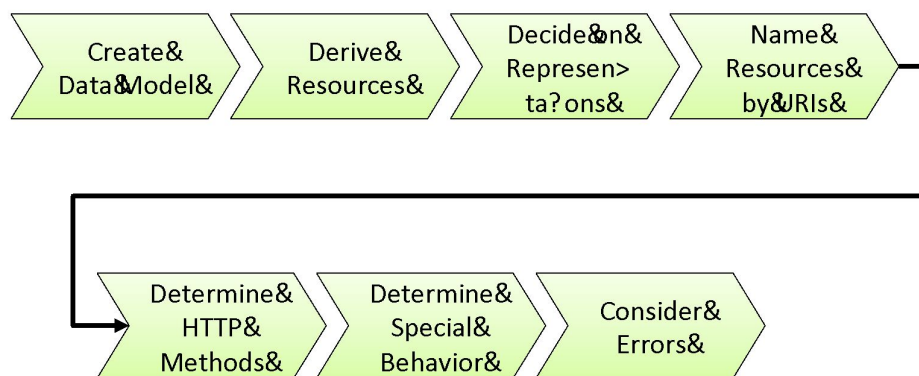 Create&
Data&Model&
Derive&
Resources&
Decide&on&
Represen>
ta?ons&
Name&
Resources&
by&URIs&
Determine&
HTTP&
Methods&
Determine&
Special&
Behavior&
Consider&
Errors&